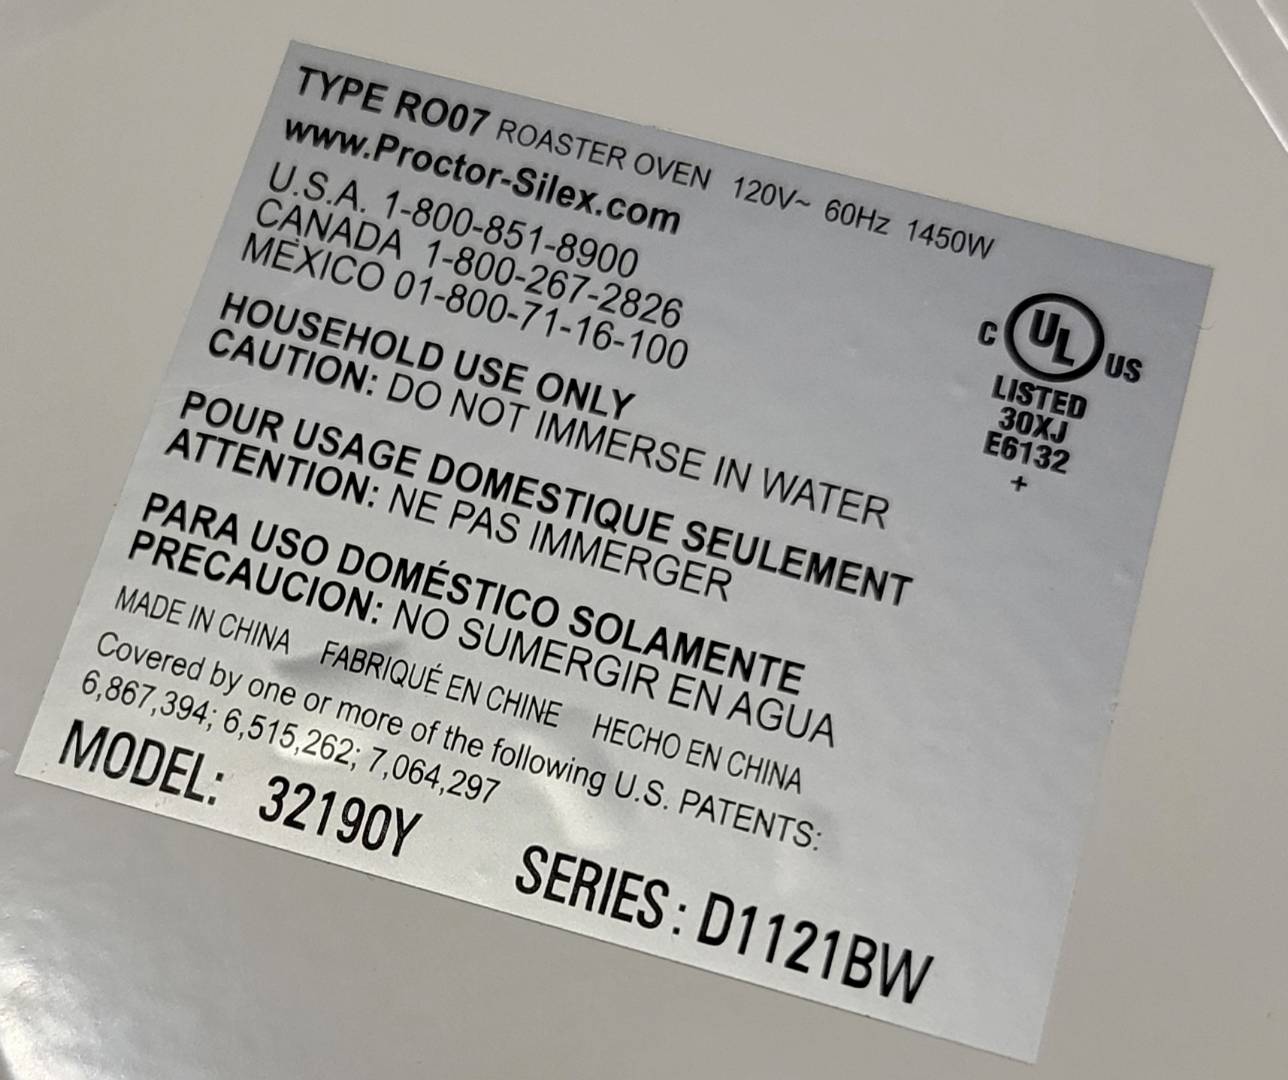 TYPE RO07 ROASTER OVEN 120V~ 60Hz 1450W
www.Proctor-Silex.com
U.S.A. 1-800-851-8900
CANADA 1-800-267-2826
MÉXICO 01-800-71-16-100
C UL US
LISTED
30XJ
E6132
+
HOUSEHOLD USE ONLY
CAUTION: DO NOT IMMERSE IN WATER
POUR USAGE DOMESTIQUE SEULEMENT
ATTENTION: NE PAS IMMERGER
PARA USO DOMÉSTICO SOLAMENTE
PRECAUCION: NO SUMERGIR EN AGUA
MADE IN CHINA FABRIQUÉ EN CHINE HECHO EN CHINA
Covered by one or more of the following U.S. PATENTS:
6,867,394; 6,515,262; 7,064,297
MODEL: 32190Y SERIES: D1121BW